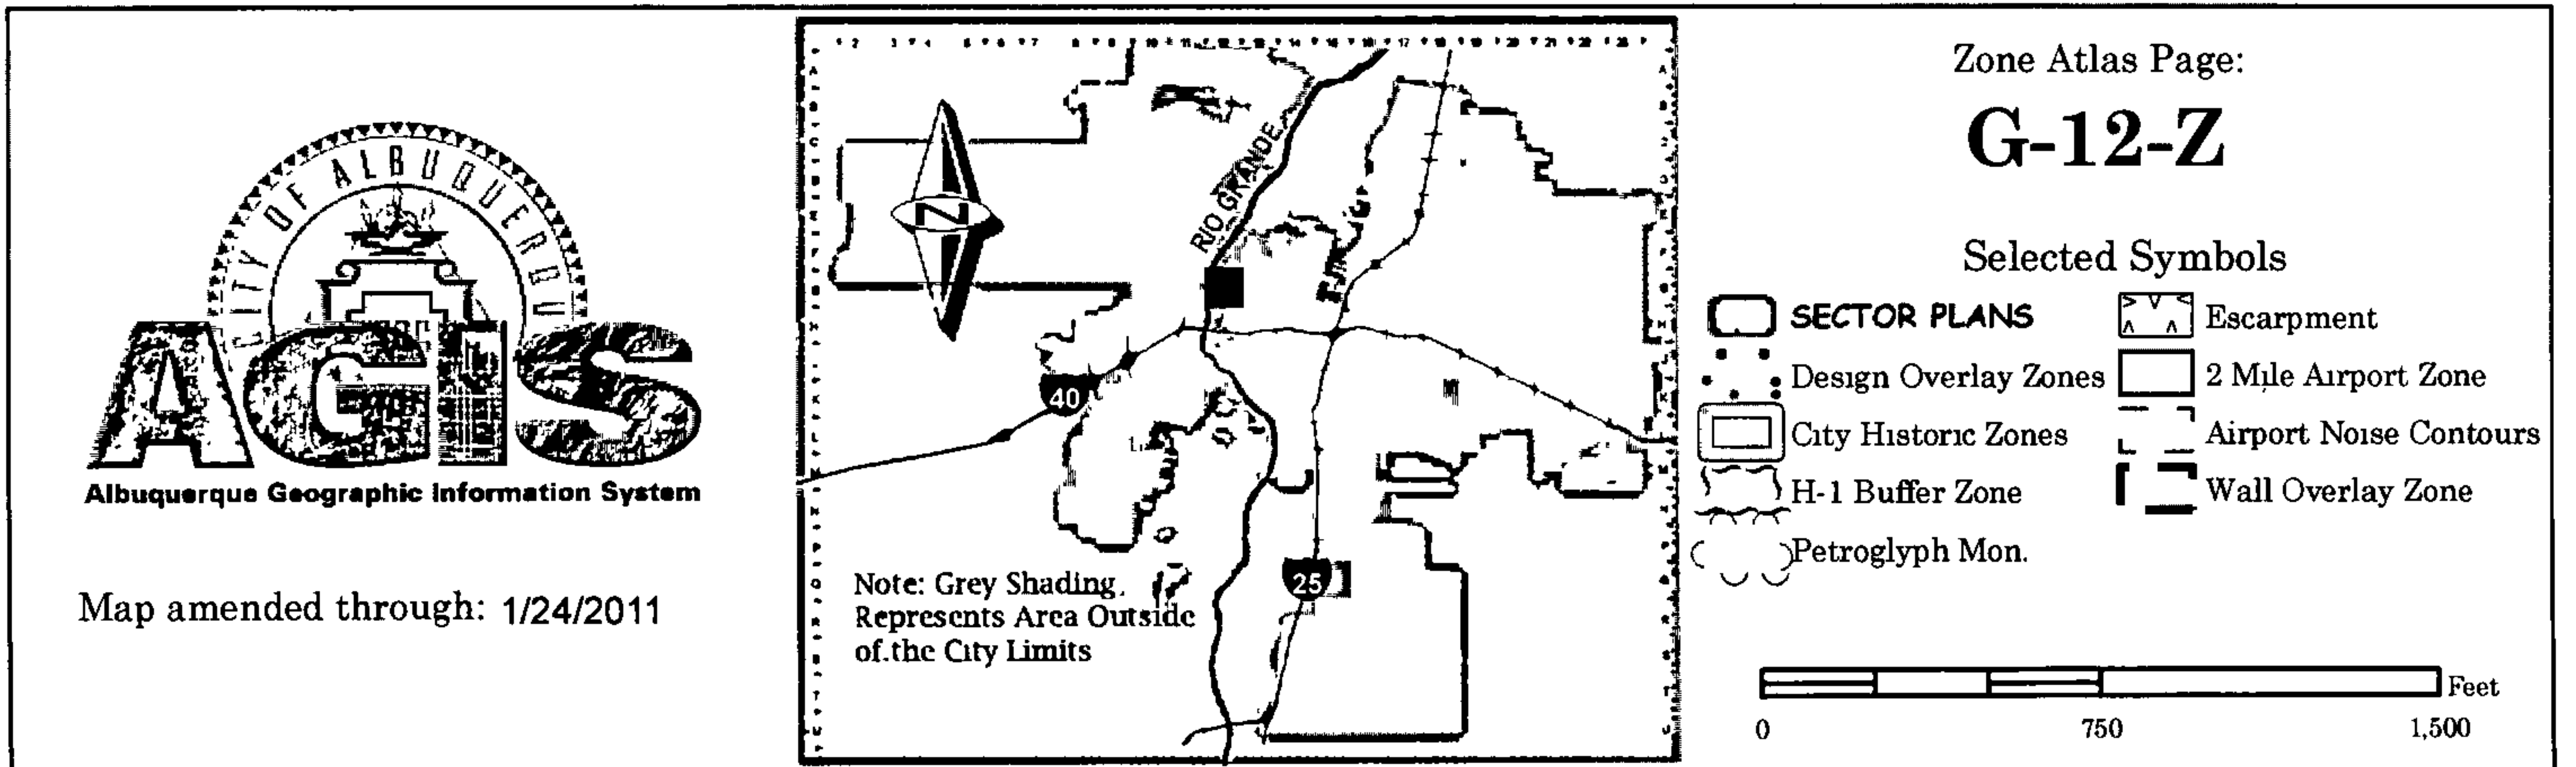 CITY OF ALBUQUERQU
AGIS
Albuquerque Geographic Information System
Map amended through: 1/24/2011
RIO GRANDE
N
40
25
Note: Grey Shading
Represents Area Outside
of the City Limits
Zone Atlas Page:
G-12-Z
Selected Symbols
SECTOR PLANS
Escarpment
Design Overlay Zones
2 Mile Airport Zone
City Historic Zones
Airport Noise Contours
H-1 Buffer Zone
Wall Overlay Zone
Petroglyph Mon.
Feet
0 750 1,500